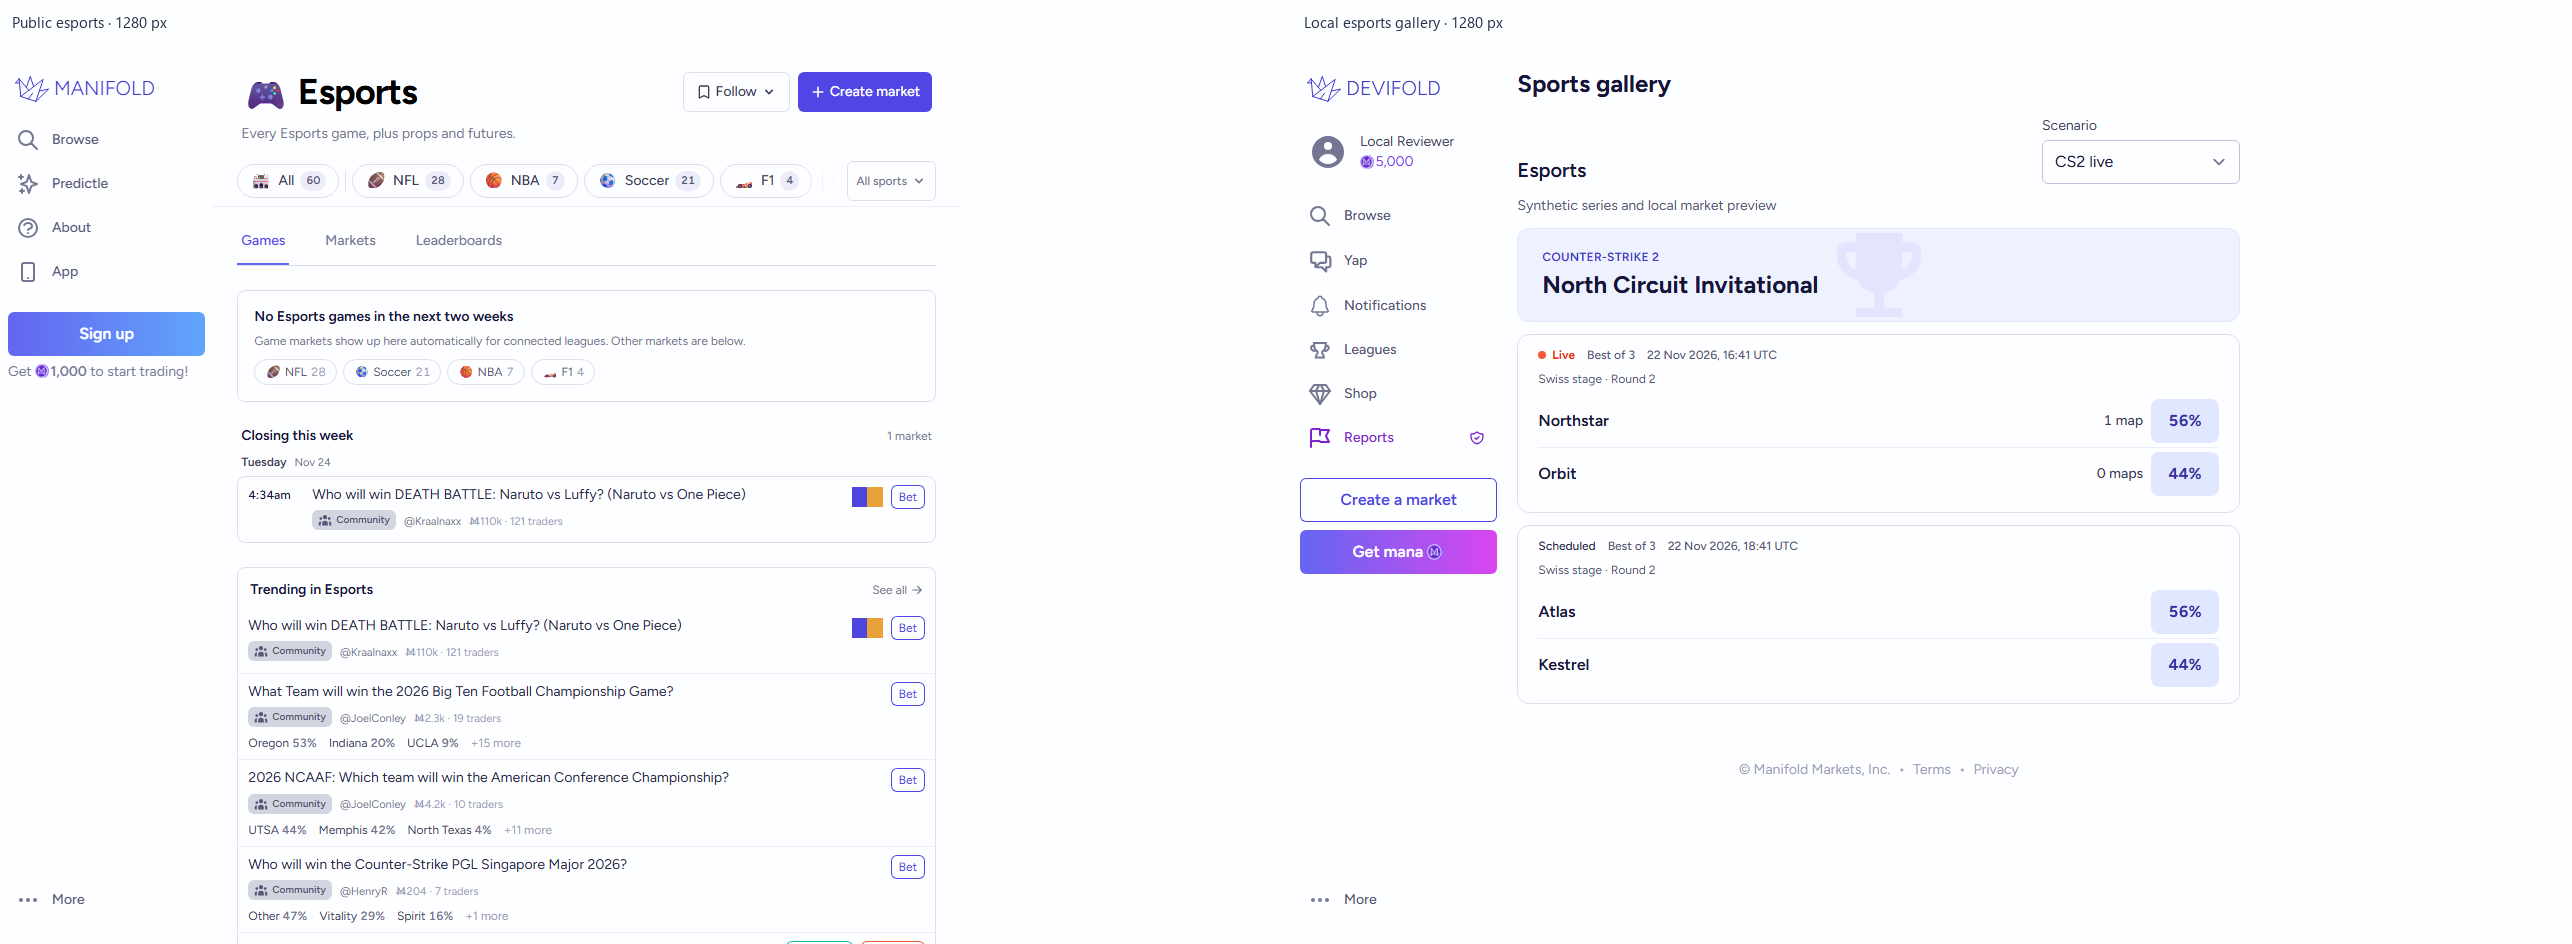 Public esports · 1280 px
MANIFOLD
Browse
Predictle
About
App
Sign up
Get M1,000 to start trading!
More
Esports
Follow
+ Create market
Every Esports game, plus props and futures.
All 60 NFL 28 NBA 7 Soccer 21 F1 4 All sports
Games Markets Leaderboards
No Esports games in the next two weeks
Game markets show up here automatically for connected leagues. Other markets are below.
NFL 28 Soccer 21 NBA 7 F1 4
Closing this week 1 market
Tuesday Nov 24
4:34am Who will win DEATH BATTLE: Naruto vs Luffy? (Naruto vs One Piece) Bet
Community @Kraalnaxx M110k · 121 traders
Trending in Esports See all →
Who will win DEATH BATTLE: Naruto vs Luffy? (Naruto vs One Piece) Bet
Community @Kraalnaxx M110k · 121 traders
What Team will win the 2026 Big Ten Football Championship Game? Bet
Community @JoelConley M2.3k · 19 traders
Oregon 53% Indiana 20% UCLA 9% +15 more
2026 NCAAF: Which team will win the American Conference Championship? Bet
Community @JoelConley M4.2k · 10 traders
UTSA 44% Memphis 42% North Texas 4% +11 more
Who will win the Counter-Strike PGL Singapore Major 2026? Bet
Community @HenryR M204 · 7 traders
Other 47% Vitality 29% Spirit 16% +1 more
Local esports gallery · 1280 px
DEVIFOLD
Local Reviewer
M5,000
Browse
Yap
Notifications
Leagues
Shop
Reports
Create a market
Get mana M
More
Sports gallery
Scenario
CS2 live
Esports
Synthetic series and local market preview
COUNTER-STRIKE 2
North Circuit Invitational
Live Best of 3 22 Nov 2026, 16:41 UTC
Swiss stage · Round 2
Northstar 1 map 56%
Orbit 0 maps 44%
Scheduled Best of 3 22 Nov 2026, 18:41 UTC
Swiss stage · Round 2
Atlas 56%
Kestrel 44%
© Manifold Markets, Inc. • Terms • Privacy